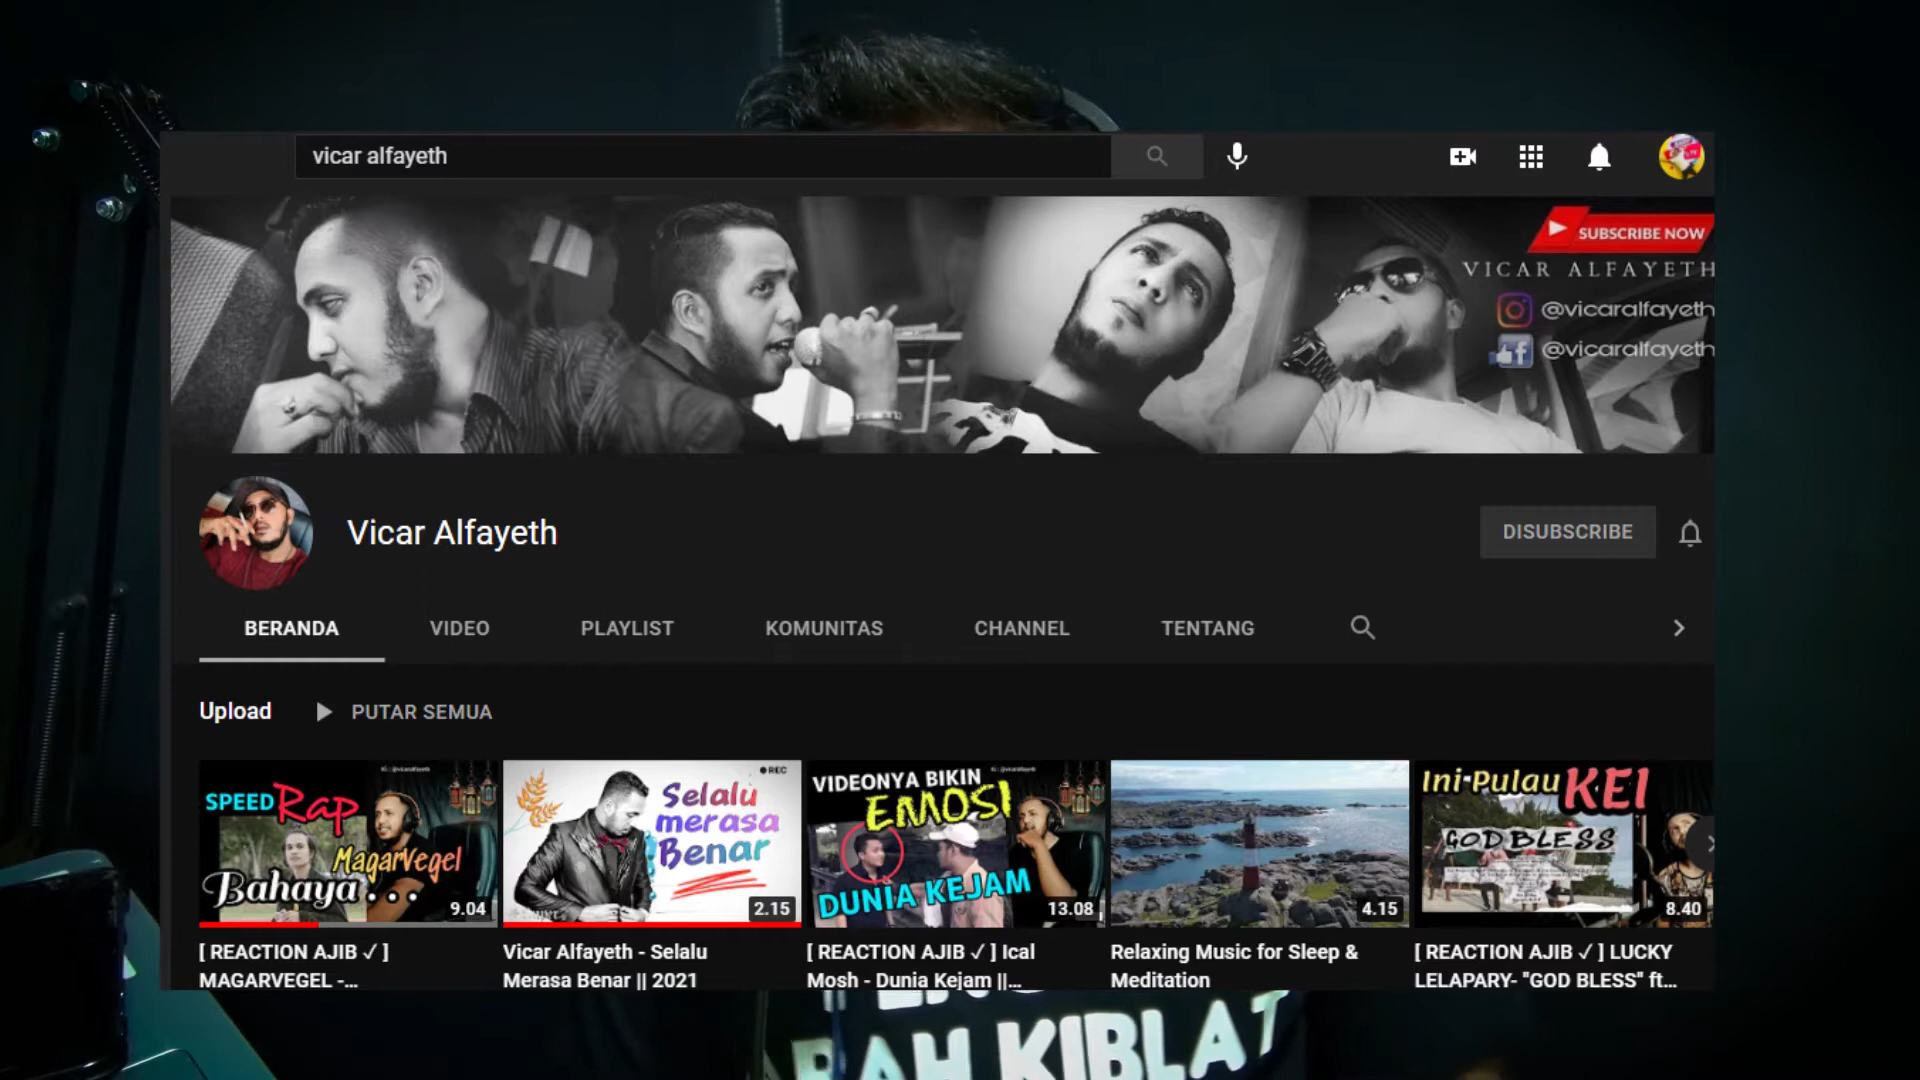 vicar alfayeth
SUBSCRIBE NOW
VICAR ALFAYETH
@vicaralfayeth
@vicaralfayeth
Vicar Alfayeth
DISUBSCRIBE
BERANDA
VIDEO
PLAYLIST
KOMUNITAS
CHANNEL
TENTANG
Upload
PUTAR SEMUA
SPEED Rap
MagarVegel
Bahaya . . .
9.04
REC
Selalu
merasa
Benar
2.15
VIDEONYA BIKIN
EMOSI
DUNIA KEJAM
13.08
4.15
Ini Pulau KEI
GOD BLESS
8.40
[ REACTION AJIB ✓ ]
MAGARVEGEL -...
Vicar Alfayeth - Selalu
Merasa Benar || 2021
[ REACTION AJIB ✓ ] Ical
Mosh - Dunia Kejam ||...
Relaxing Music for Sleep &
Meditation
[ REACTION AJIB ✓ ] LUCKY
LELAPARY- "GOD BLESS" ft...
KIBLAT